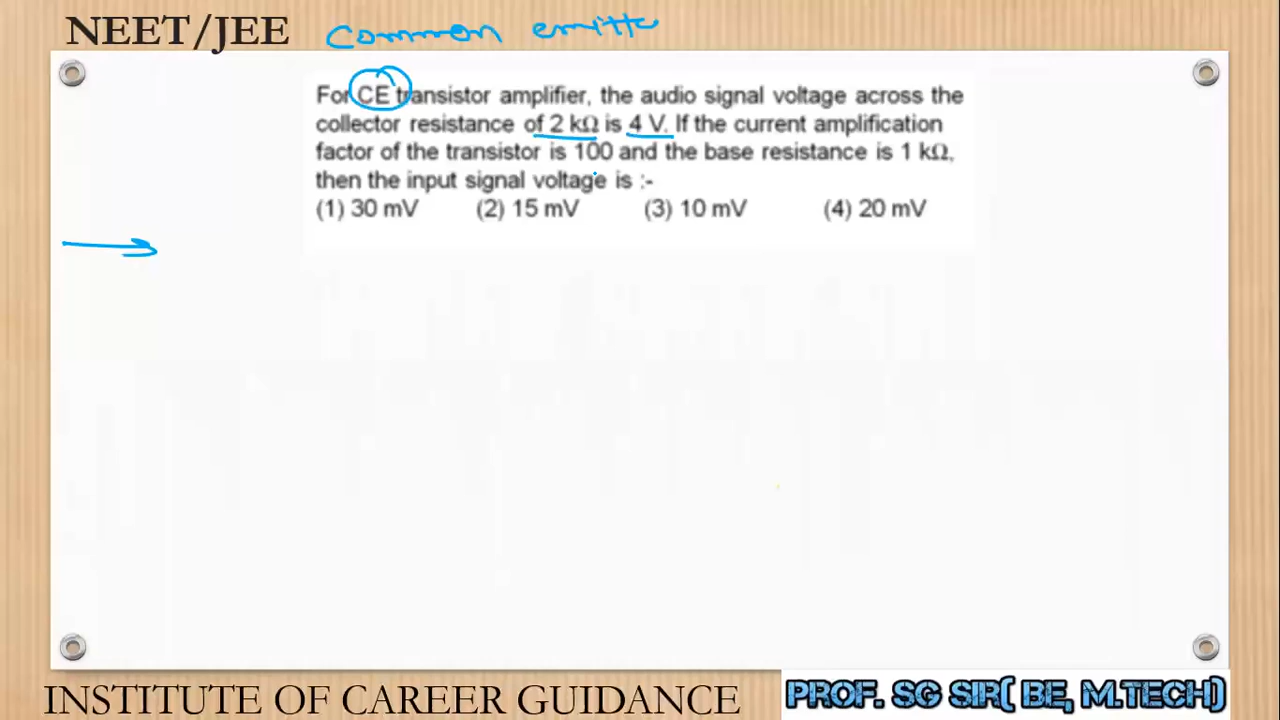 NEET/JEE common emitte
For CE transistor amplifier, the audio signal voltage across the
collector resistance of 2 kΩ is 4 V. If the current amplification
factor of the transistor is 100 and the base resistance is 1 kΩ,
then the input signal voltage is :-
(1) 30 mV (2) 15 mV (3) 10 mV (4) 20 mV
INSTITUTE OF CAREER GUIDANCE
PROF. SG SIR( BE, M.TECH)